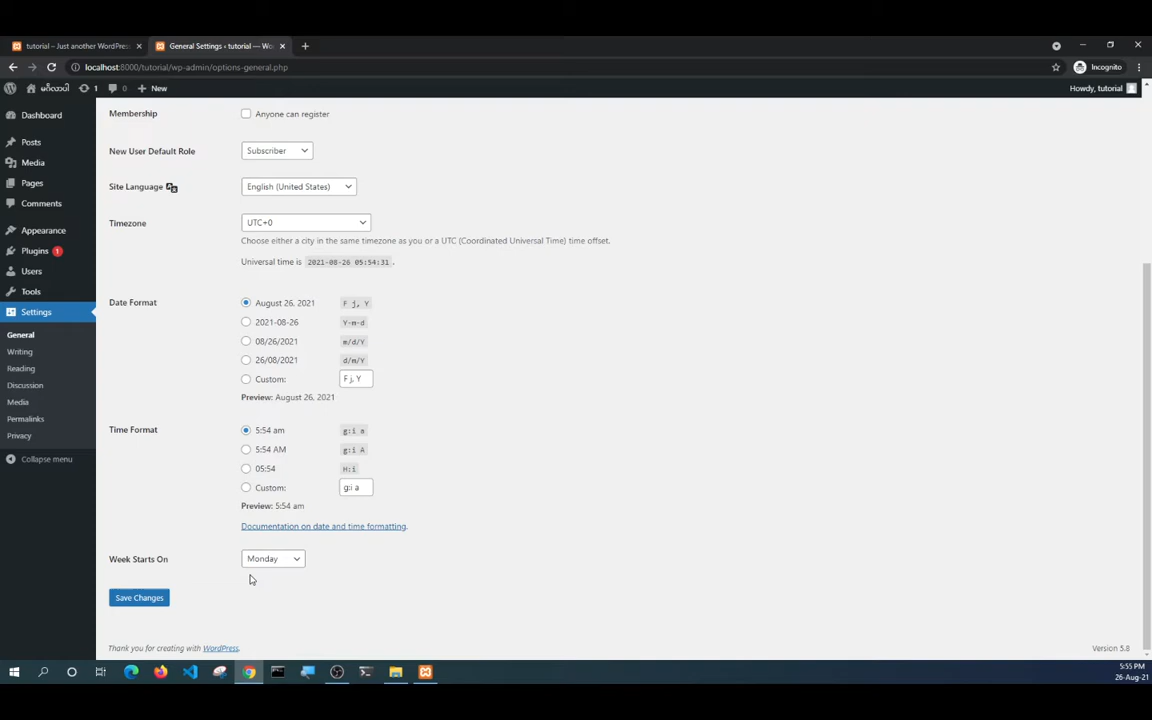 tutorial – Just another WordPres
General Settings ‹ tutorial — Wo
localhost:8000/tutorial/wp-admin/options-general.php
Incognito
မင်္ဂလာပါ 1 0 New
Howdy, tutorial
Dashboard
Posts
Media
Pages
Comments
Appearance
Plugins 1
Users
Tools
Settings
General
Writing
Reading
Discussion
Media
Permalinks
Privacy
Collapse menu
Membership
Anyone can register
New User Default Role
Subscriber
Site Language
English (United States)
Timezone
UTC+0
Choose either a city in the same timezone as you or a UTC (Coordinated Universal Time) time offset.
Universal time is 2021-08-26 05:54:31 .
Date Format
August 26, 2021 F j, Y
2021-08-26 Y-m-d
08/26/2021 m/d/Y
26/08/2021 d/m/Y
Custom: F j, Y
Preview: August 26, 2021
Time Format
5:54 am g:i a
5:54 AM g:i A
05:54 H:i
Custom: g:i a
Preview: 5:54 am
Documentation on date and time formatting.
Week Starts On
Monday
Save Changes
Thank you for creating with WordPress.
Version 5.8
5:55 PM
26-Aug-21